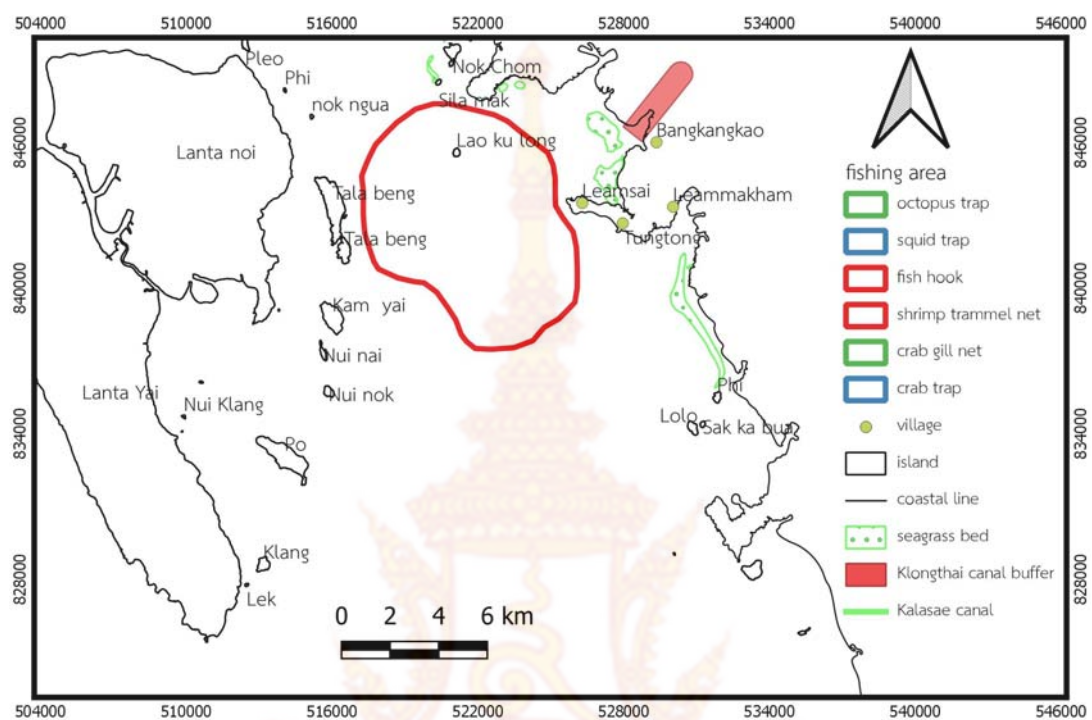 504000 510000 516000 522000 528000 534000 540000 546000
846000
840000
834000
828000
846000
840000
834000
828000
Pleo
Phi
nok ngua
Lanta noi
Nok Chom
Sila mak
Lao ku long
Bangkangkao
Tala beng
Leamsai
Leammakham
Tala beng
Tungtong
Kam yai
Nui nai
Nui nok
Lanta Yai
Nui Klang
Po
Phi
Lolo
Sak ka bua
Klang
Lek
0 2 4 6 km
fishing area
octopus trap
squid trap
fish hook
shrimp trammel net
crab gill net
crab trap
village
island
coastal line
seagrass bed
Klongthai canal buffer
Kalasae canal
504000 510000 516000 522000 528000 534000 540000 546000